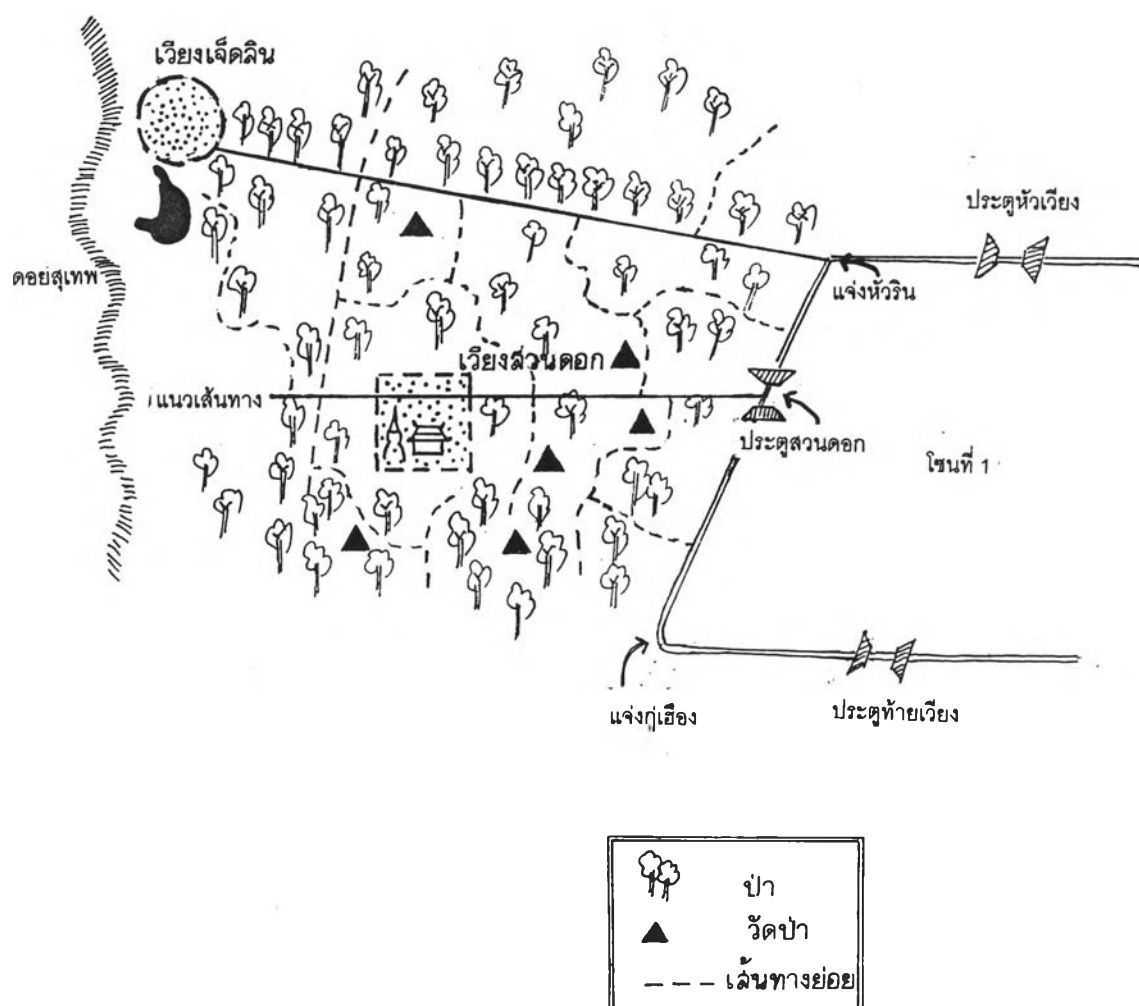 เวียงเจ็ดลิน
ประตูหัวเวียง
ดอยสุเทพ
แจ่งหัวริน
เวียงสวนดอก
แนวเส้นทาง
ประตูสวนดอก
โซนที่ 1
แจ่งกู่เฮือง
ประตูท้ายเวียง
ป่า
วัดป่า
เส้นทางย่อย